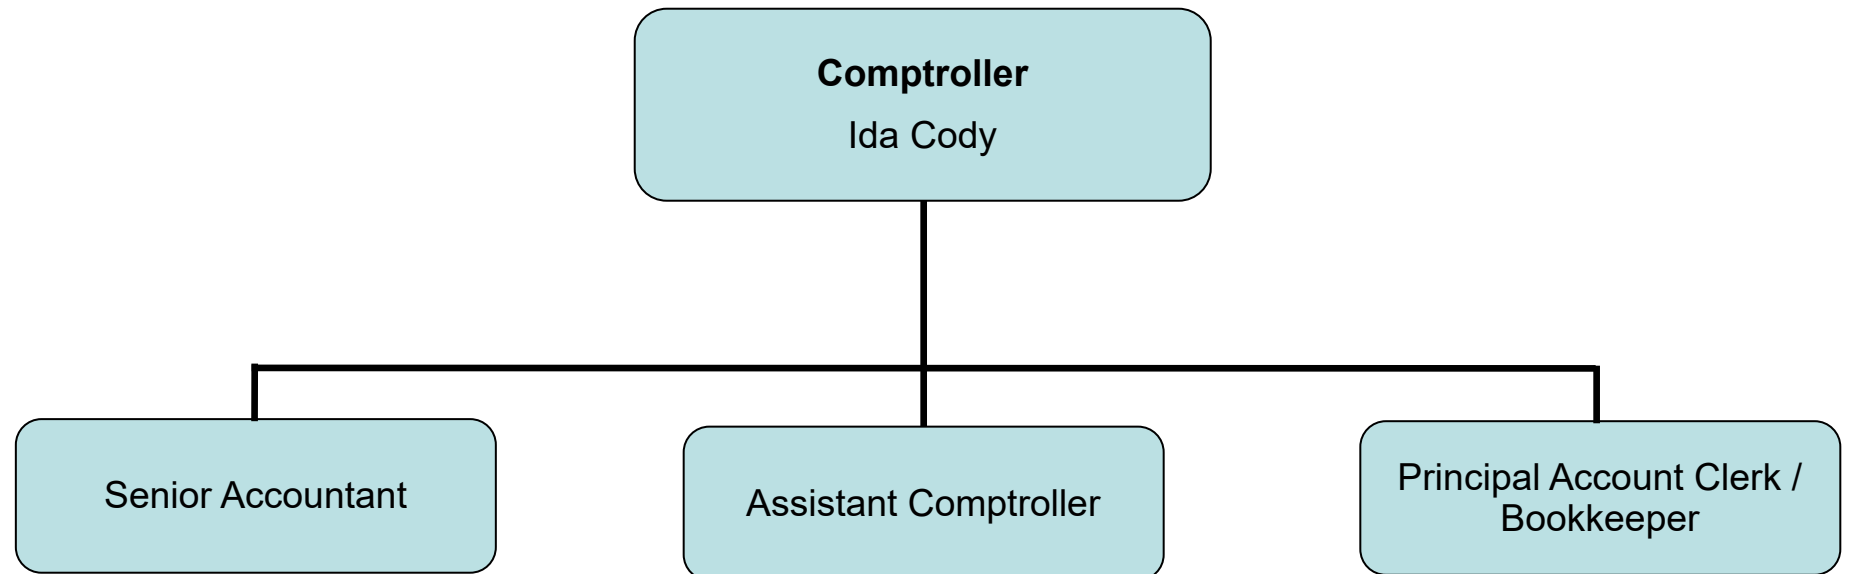 Comptroller
Ida Cody
Senior Accountant
Assistant Comptroller
Principal Account Clerk /
Bookkeeper